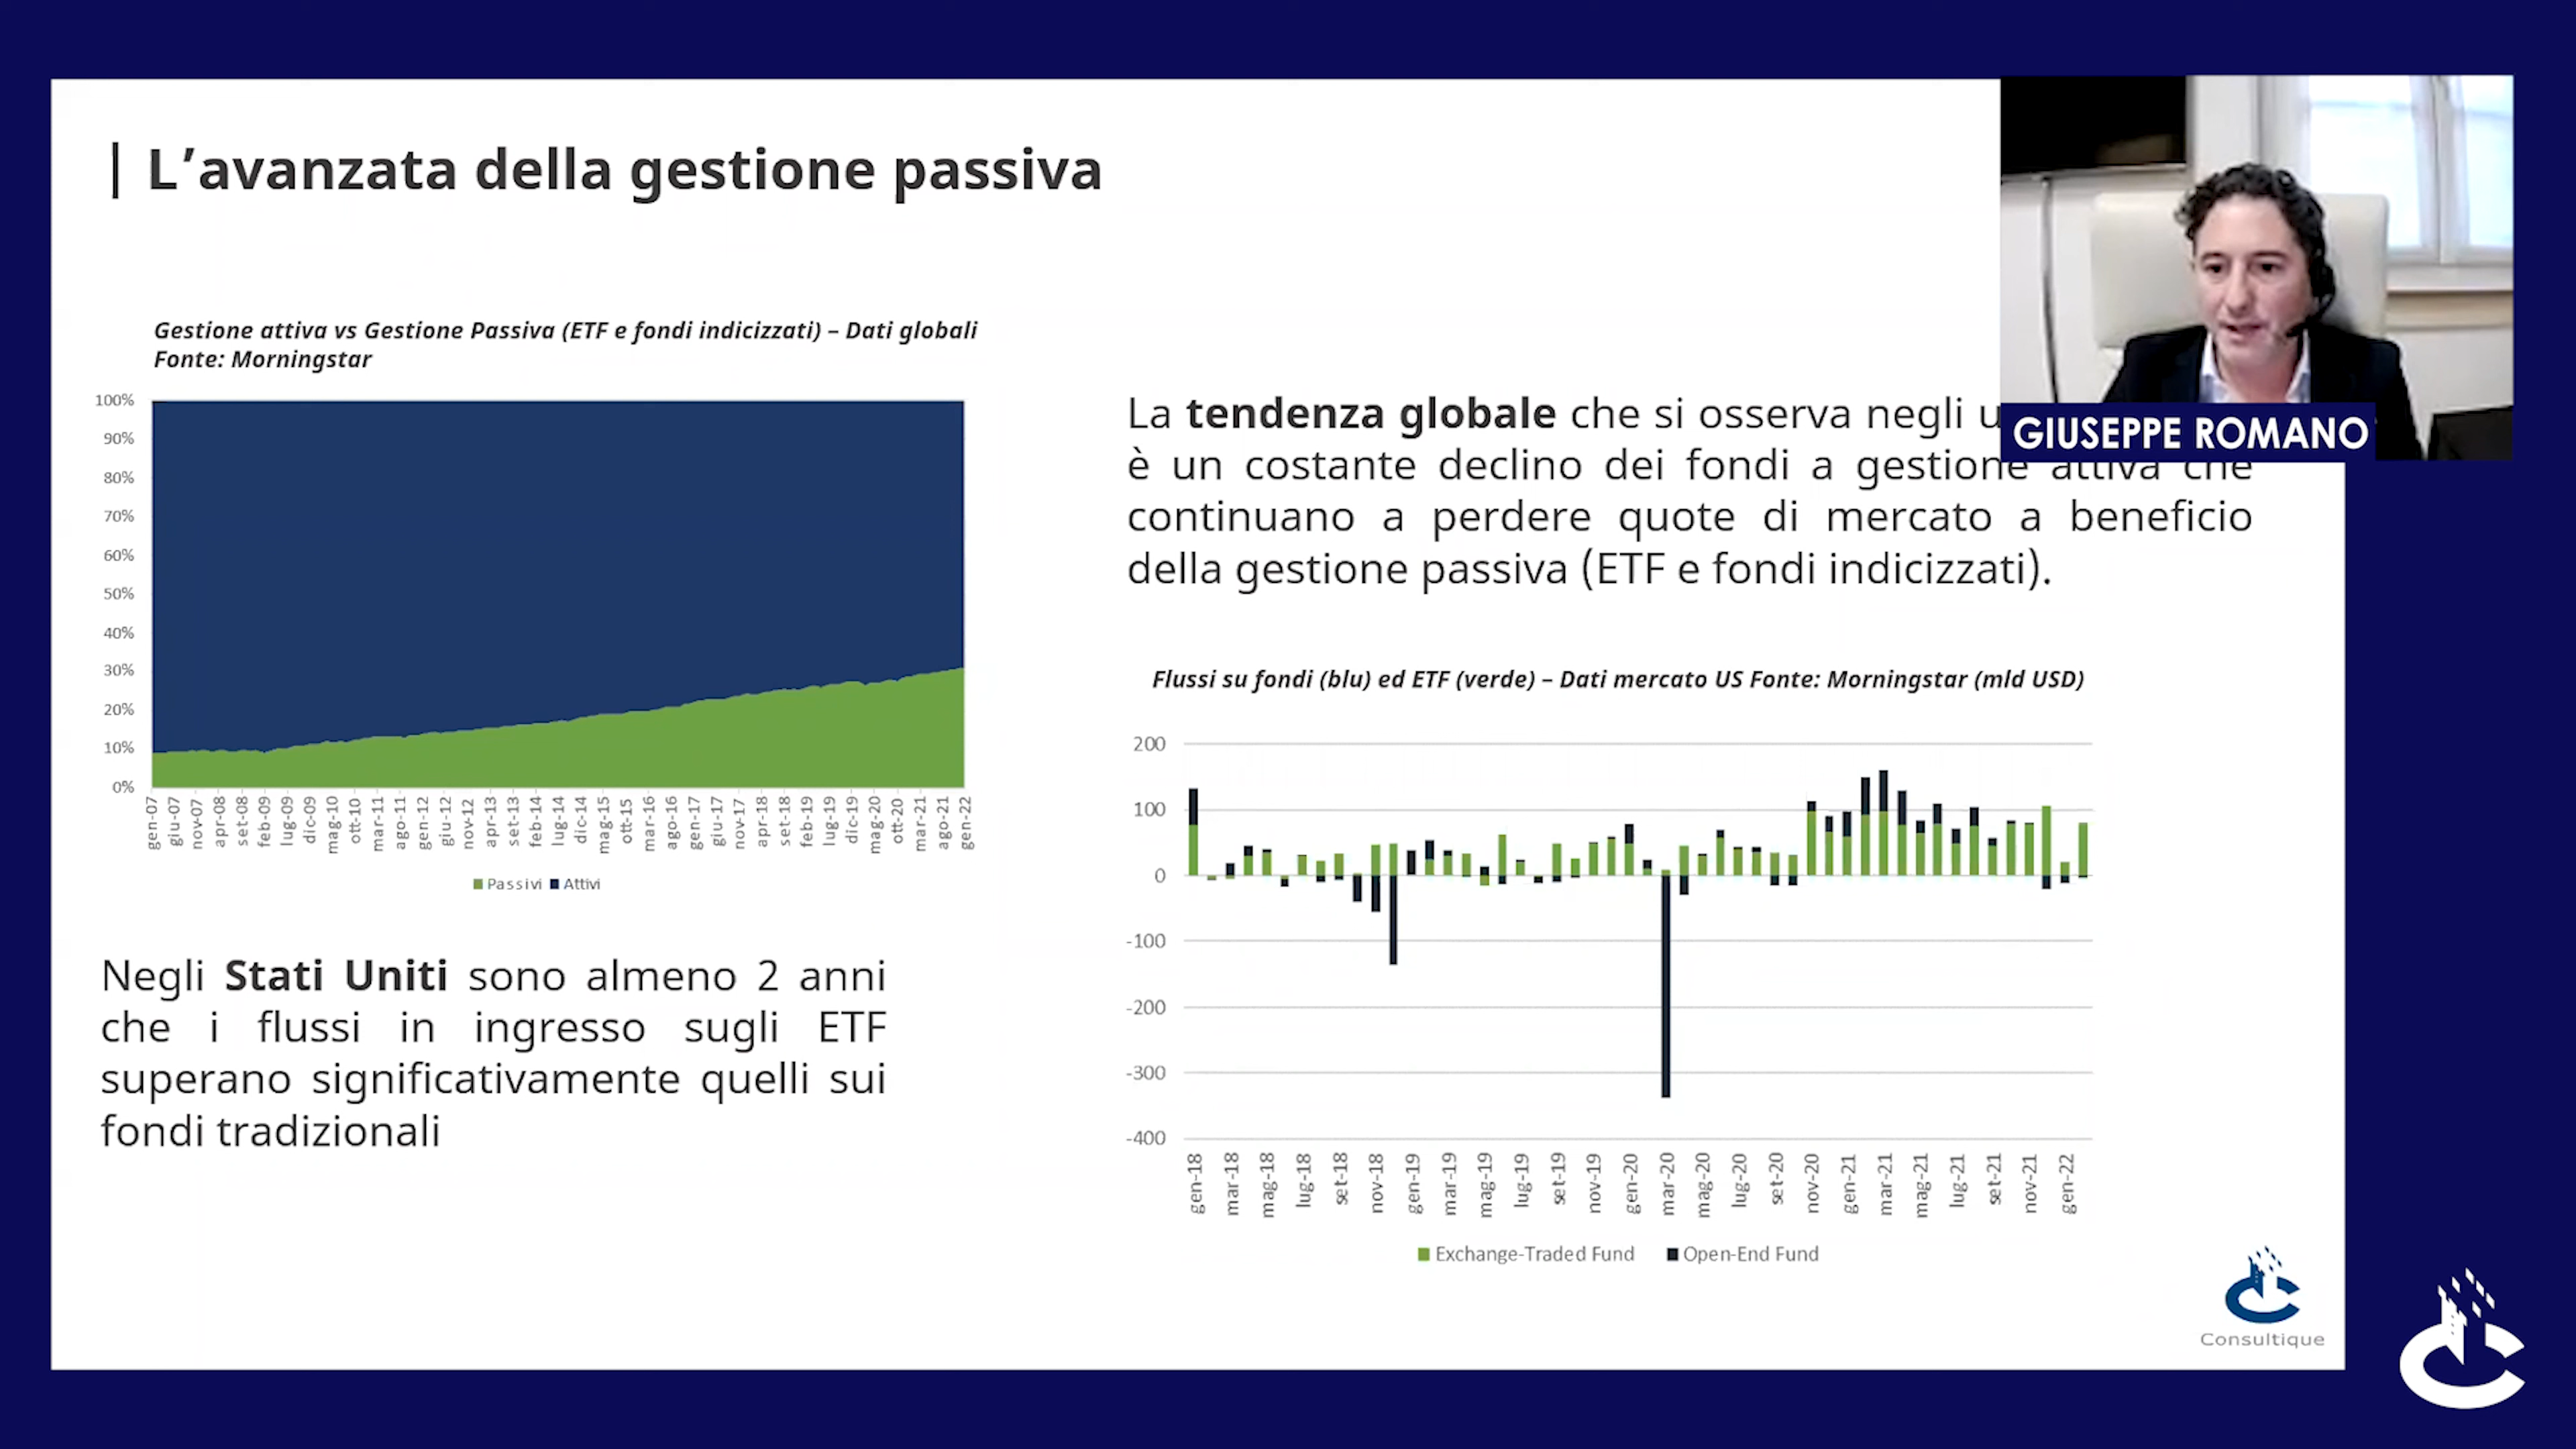 L’avanzata della gestione passiva
Gestione attiva vs Gestione Passiva (ETF e fondi indicizzati) – Dati globali
Fonte: Morningstar
100%
90%
80%
70%
60%
50%
40%
30%
20%
10%
0%
gen-07 giu-07 nov-07 apr-08 set-08 feb-09 lug-09 dic-09 mag-10 ott-10 mar-11 ago-11 gen-12 giu-12 nov-12 apr-13 set-13 feb-14 lug-14 dic-14 mag-15 ott-15 mar-16 ago-16 gen-17 giu-17 nov-17 apr-18 set-18 feb-19 lug-19 dic-19 mag-20 ott-20 mar-21 ago-21 gen-22
Passivi Attivi
Negli Stati Uniti sono almeno 2 anni
che i flussi in ingresso sugli ETF
superano significativamente quelli sui
fondi tradizionali
GIUSEPPE ROMANO
La tendenza globale che si osserva negli
è un costante declino dei fondi a gestione attiva che
continuano a perdere quote di mercato a beneficio
della gestione passiva (ETF e fondi indicizzati).
Flussi su fondi (blu) ed ETF (verde) – Dati mercato US Fonte: Morningstar (mld USD)
200
100
0
-100
-200
-300
-400
gen-18 mar-18 mag-18 lug-18 set-18 nov-18 gen-19 mar-19 mag-19 lug-19 set-19 nov-19 gen-20 mar-20 mag-20 lug-20 set-20 nov-20 gen-21 mar-21 mag-21 lug-21 set-21 nov-21 gen-22
Exchange-Traded Fund Open-End Fund
Consultique